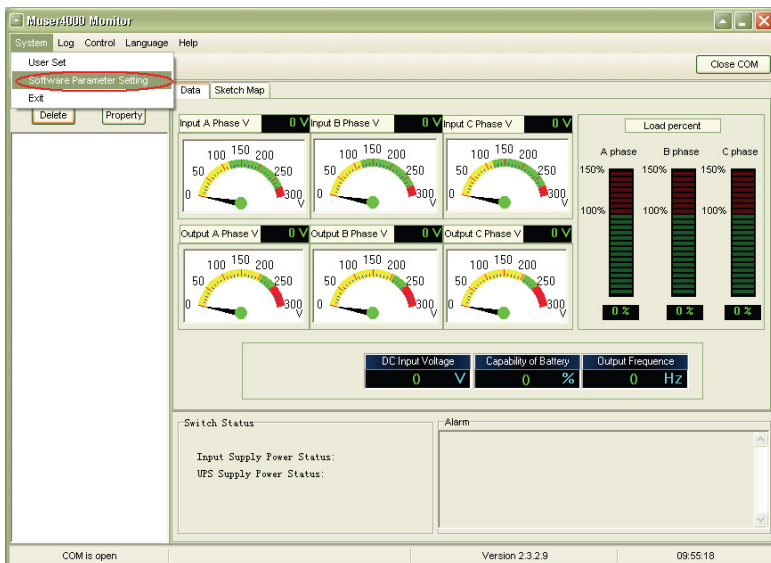 Muser4000 Monitor
System Log Control Language Help
User Set
Software Parameter Setting
Exit
Close COM
Delete Property
Data Sketch Map
Input A Phase V 0 V Input B Phase V 0 V Input C Phase V 0 V
0 50 100 150 200 250 300 V
0 50 100 150 200 250 300 V
0 50 100 150 200 250 300 V
Load percent
A phase B phase C phase
150% 150% 150%
100% 100% 100%
0 % 0 % 0 %
Output A Phase V 0 V Output B Phase V 0 V Output C Phase V 0 V
0 50 100 150 200 250 300 V
0 50 100 150 200 250 300 V
0 50 100 150 200 250 300 V
DC Input Voltage Capability of Battery Output Frequence
0 V 0 % 0 Hz
Switch Status
Input Supply Power Status:
UPS Supply Power Status:
Alarm
COM is open Version 2.3.2.9 09:55:18